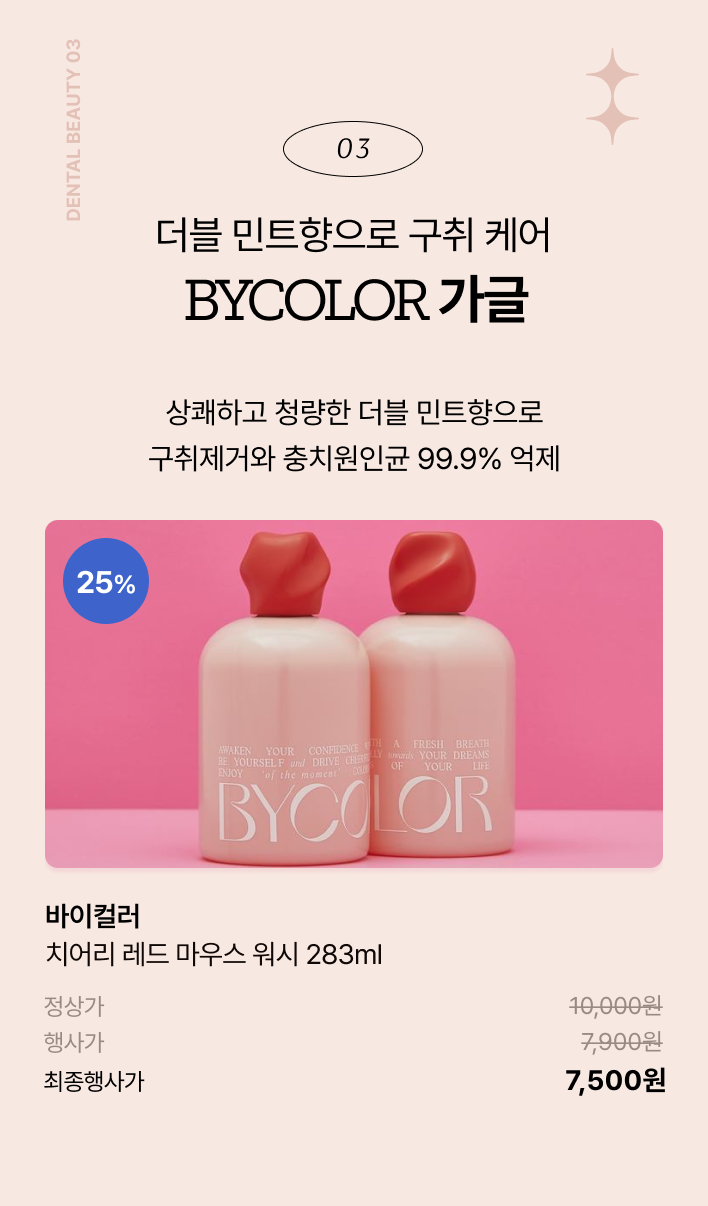 DENTAL BEAUTY 03
03
더블 민트향으로 구취 케어
BYCOLOR 가글
상쾌하고 청량한 더블 민트향으로
구취제거와 충치원인균 99.9% 억제
25%
AWAKEN YOUR CONFIDENCE
BE YOURSELF and DRIVE
ENJOY 'of the moment'
BYCO
A FRESH BREATH
towards YOUR DREAMS
OF YOUR LIFE
LOR
바이컬러
치어리 레드 마우스 워시 283ml
정상가 10,000원
행사가 7,900원
최종행사가 7,500원